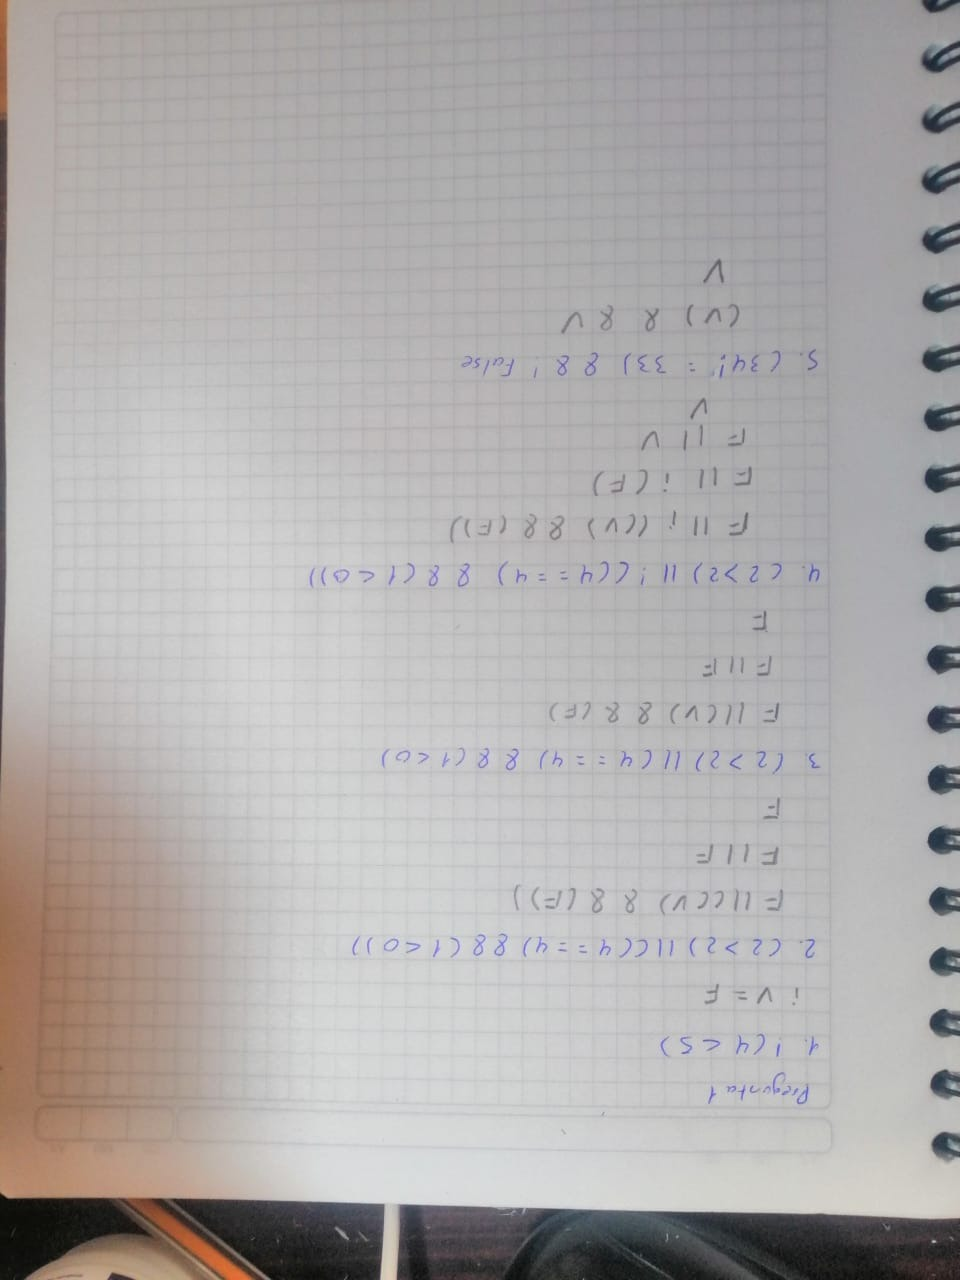 Pregunta 1
1. !(4 < 5)
¡ V = F
2. (2 > 2) || ((4 = = 4) && (1 < 0))
F || ((V) && (F))
F || F
F
3 (2 > 2) || (4 = = 4) && (1 < 0)
F || (V) && (F)
F || F
F
4. (2 > 2) || ! ((4 = = 4) && (1 < 0))
F || ¡ ((V) && (F))
F || ¡ (F)
F || V
V
5. (34! = 33) && ! False
(V) && V
V